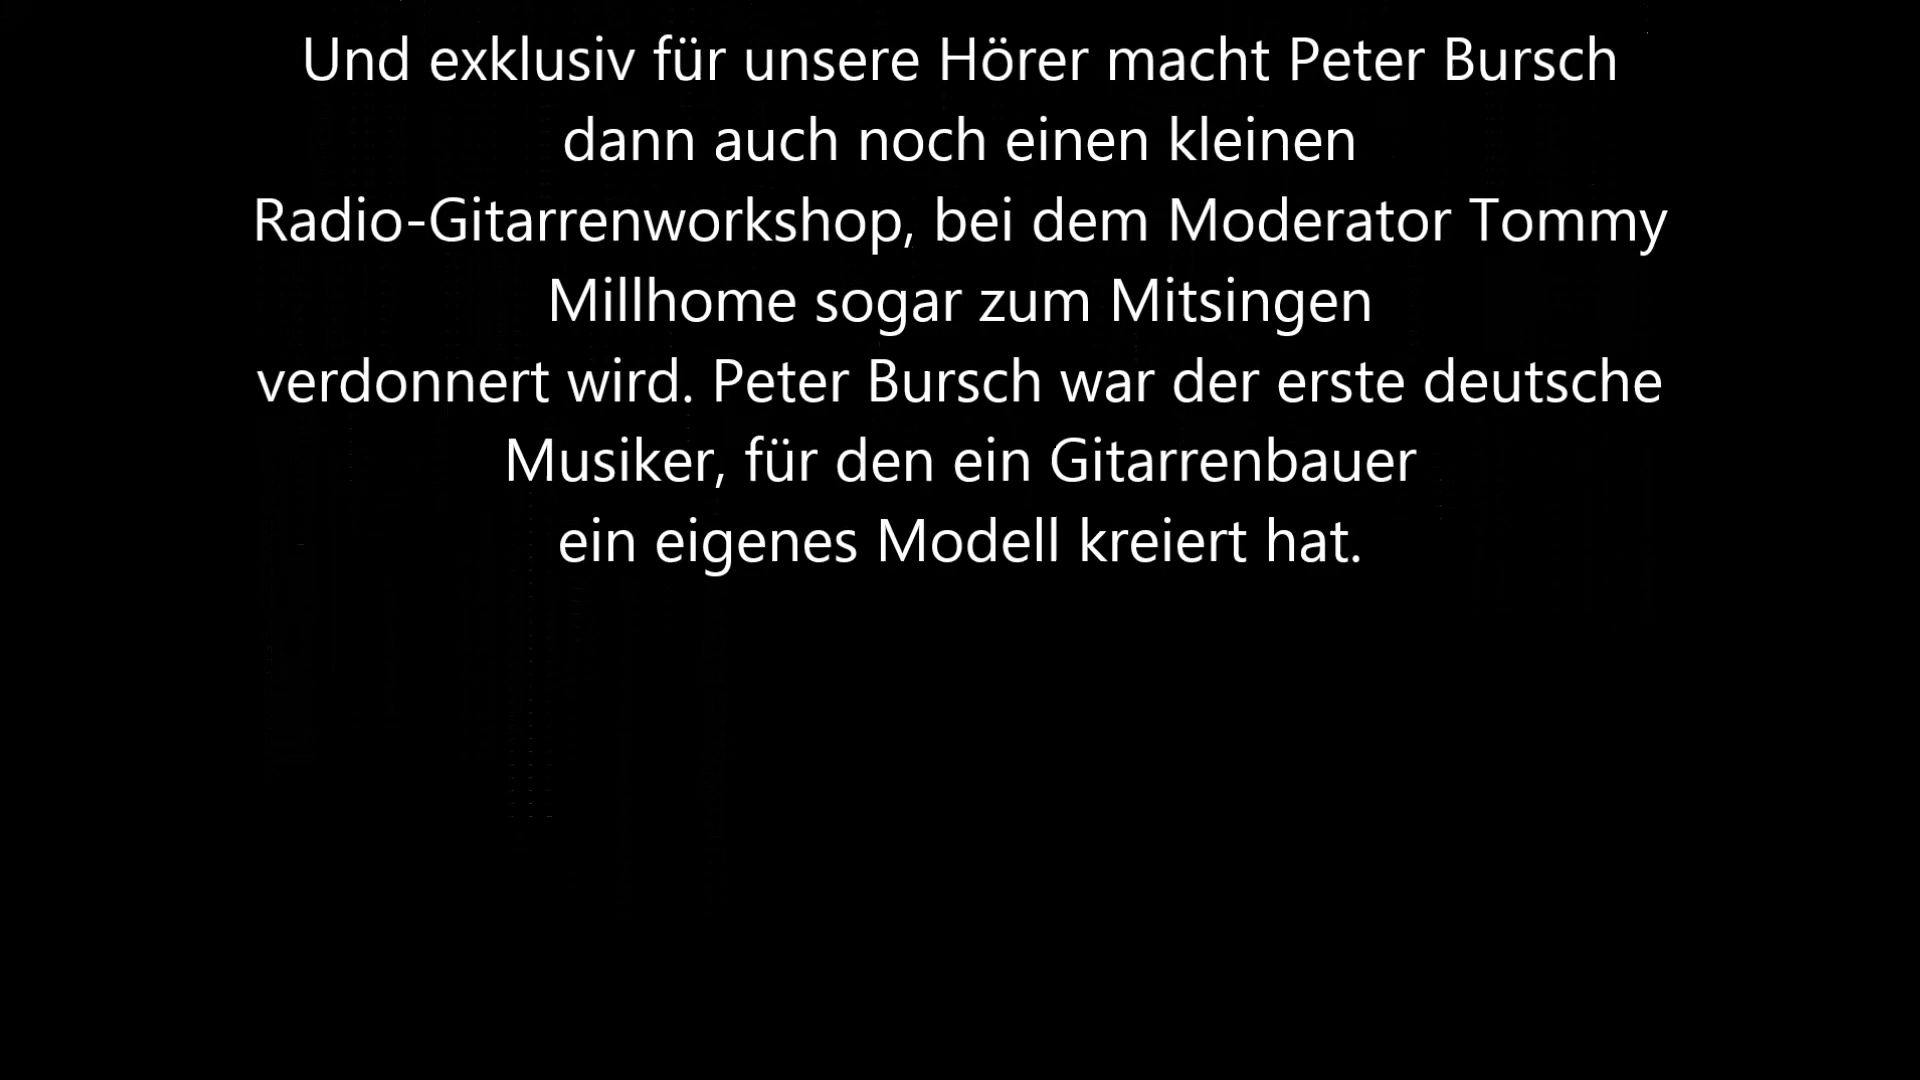 Und exklusiv für unsere Hörer macht Peter Bursch
dann auch noch einen kleinen
Radio-Gitarrenworkshop, bei dem Moderator Tommy
Millhome sogar zum Mitsingen
verdonnert wird. Peter Bursch war der erste deutsche
Musiker, für den ein Gitarrenbauer
ein eigenes Modell kreiert hat.